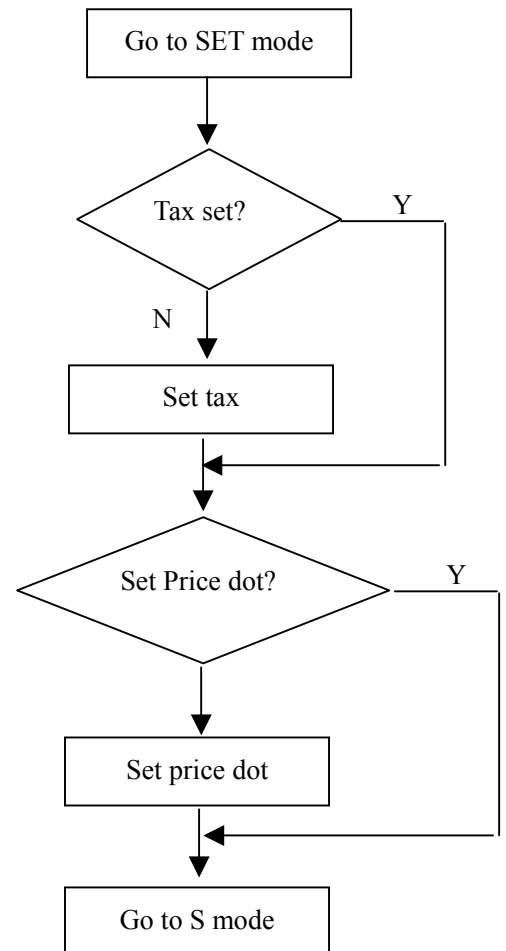 Go to SET mode
Tax set?
Y
N
Set tax
Set Price dot?
Y
Set price dot
Go to S mode